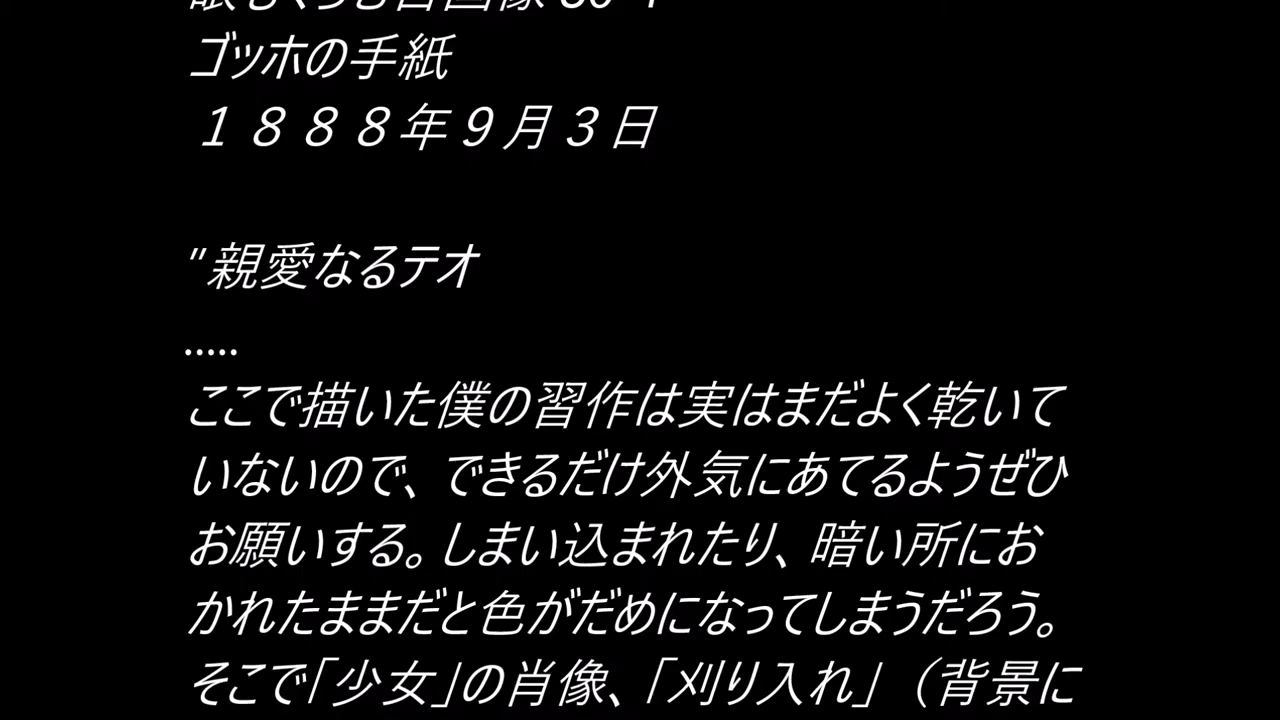 ゴッホの手紙
１８８８年９月３日
"親愛なるテオ
.....
ここで描いた僕の習作は実はまだよく乾いて
いないので、できるだけ外気にあてるようぜひ
お願いする。しまい込まれたり、暗い所にお
かれたままだと色がだめになってしまうだろう。
そこで「少女」の肖像、「刈り入れ」（背景に